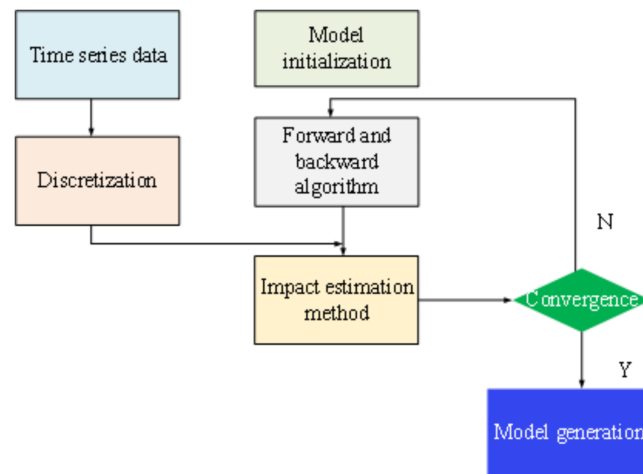 Time series data
Model
initialization
Forward and
backward
algorithm
Discretization
N
Impact estimation
method
Convergence
Y
Model generation